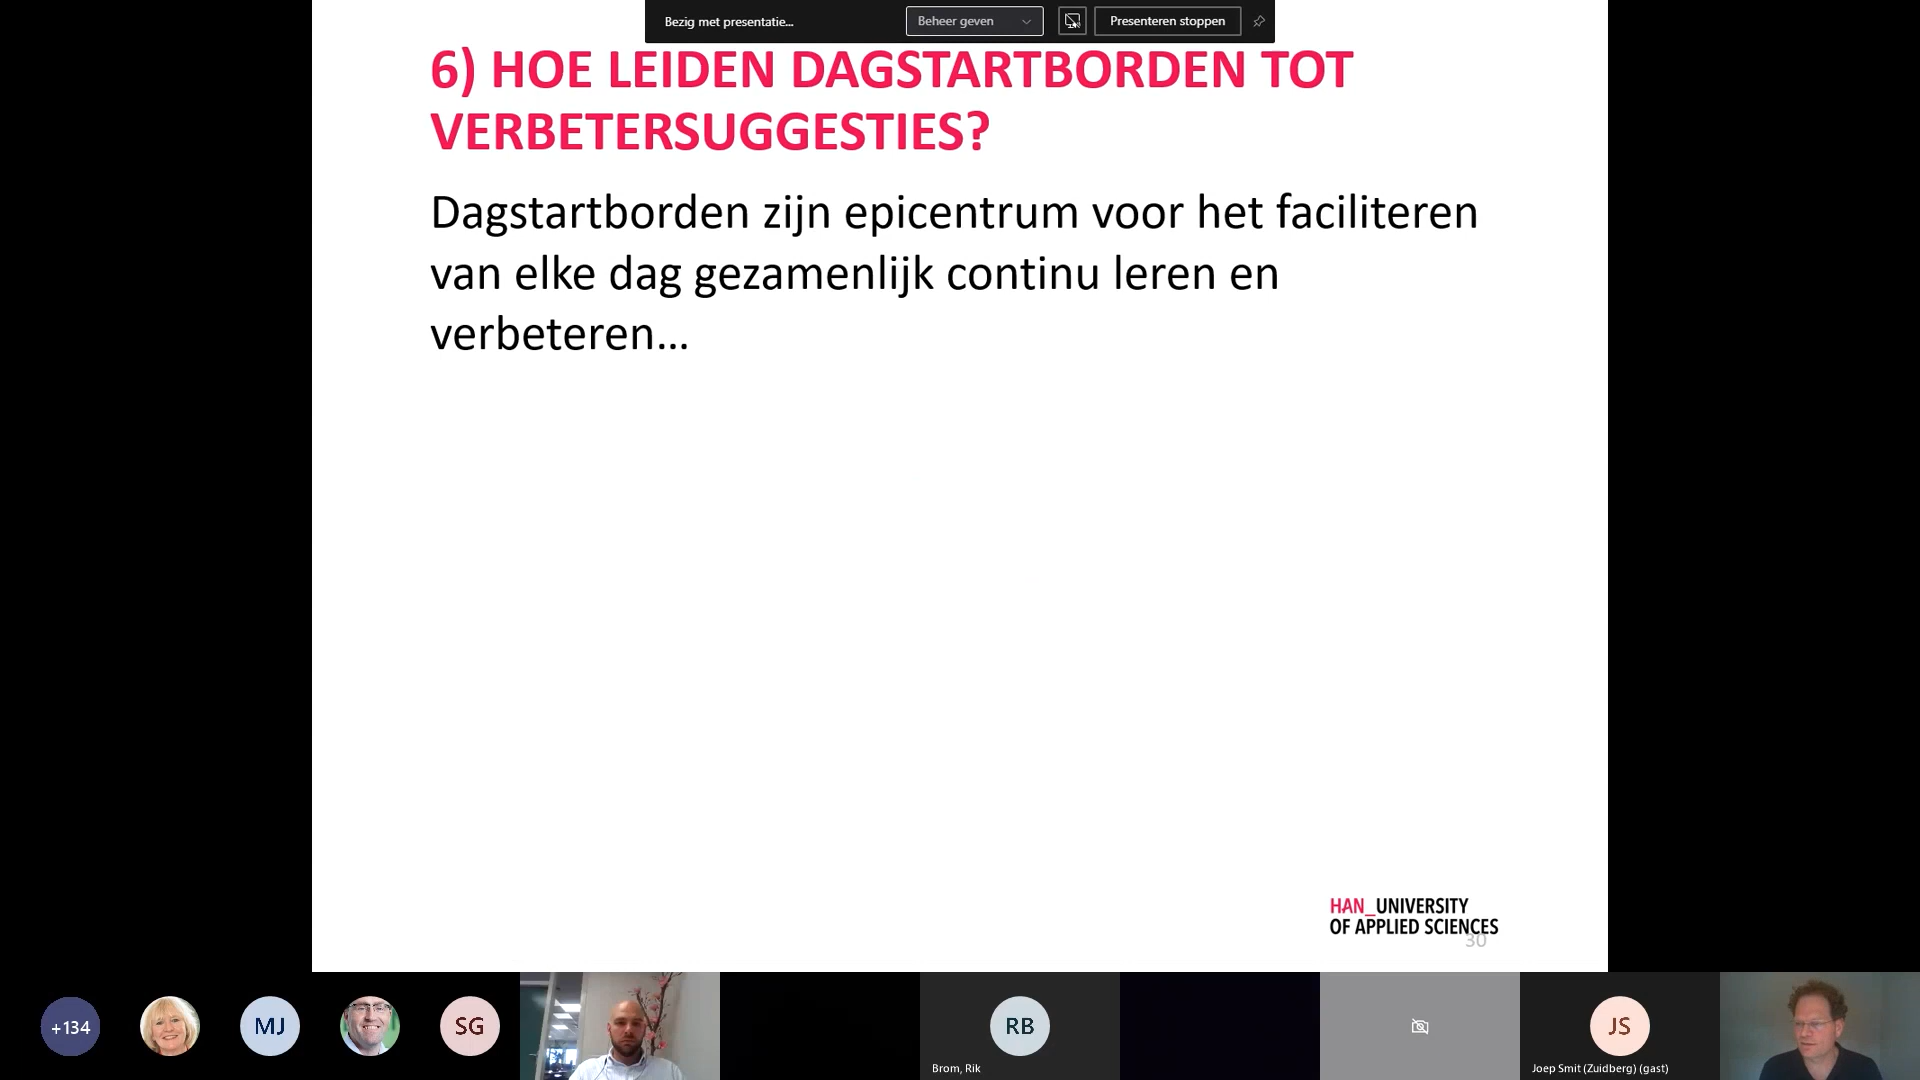 Bezig met presentatie...
Beheer geven
Presenteren stoppen
6) HOE LEIDEN DAGSTARTBORDEN TOT
VERBETERSUGGESTIES?
Dagstartborden zijn epicentrum voor het faciliteren
van elke dag gezamenlijk continu leren en
verbeteren...
HAN_UNIVERSITY
OF APPLIED SCIENCES
30
+134
MJ
SG
RB
Brom, Rik
JS
Joep Smit (Zuidberg) (gast)